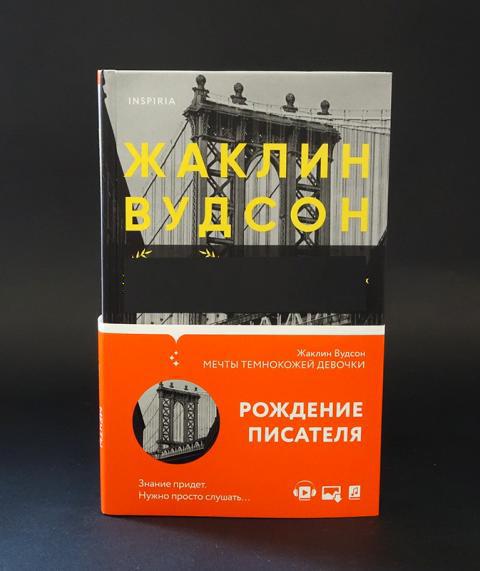 INSPIRIA
ЖАКЛИН
ВУДСОН
Жаклин Вудсон
МЕЧТЫ ТЕМНОКОЖЕЙ ДЕВОЧКИ
РОЖДЕНИЕ
ПИСАТЕЛЯ
Знание придет.
Нужно просто слушать...